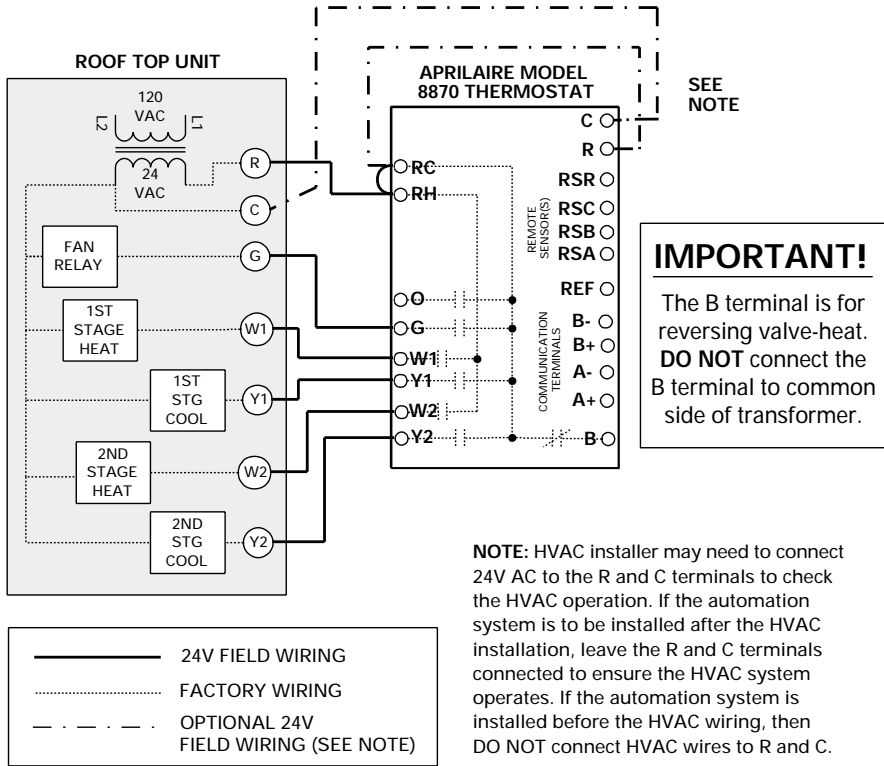 ROOF TOP UNIT
120
VAC
L2
L1
24
VAC
R
C
FAN
RELAY
G
1ST
STAGE
HEAT
W1
1ST
STG
COOL
Y1
2ND
STAGE
HEAT
W2
2ND
STG
COOL
Y2
APRILAIRE MODEL
8870 THERMOSTAT
SEE
NOTE
RC
RH
O
G
W1
Y1
W2
Y2
C
R
RSR
RSC
RSB
RSA
REMOTE
SENSOR(S)
REF
B-
B+
A-
A+
COMMUNICATION
TERMINALS
B
IMPORTANT!
The B terminal is for
reversing valve-heat.
DO NOT connect the
B terminal to common
side of transformer.
24V FIELD WIRING
FACTORY WIRING
OPTIONAL 24V
FIELD WIRING (SEE NOTE)
NOTE: HVAC installer may need to connect
24V AC to the R and C terminals to check
the HVAC operation. If the automation
system is to be installed after the HVAC
installation, leave the R and C terminals
connected to ensure the HVAC system
operates. If the automation system is
installed before the HVAC wiring, then
DO NOT connect HVAC wires to R and C.